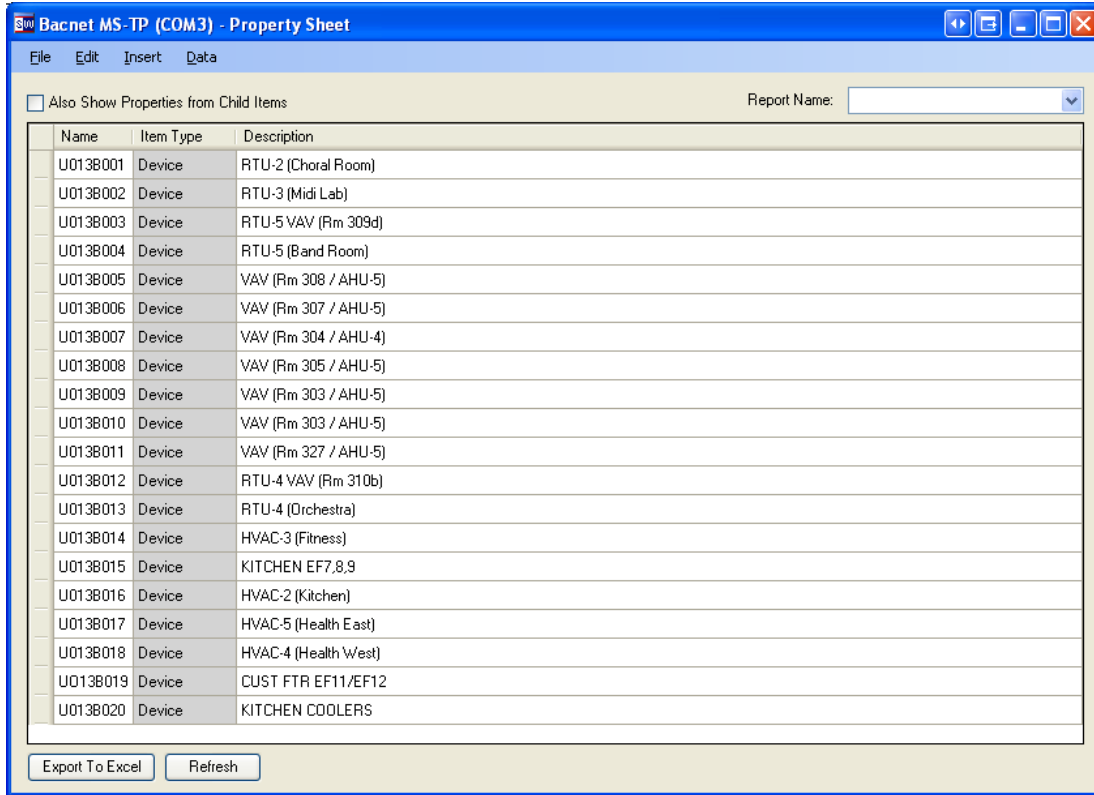 SW Bacnet MS-TP (COM3) - Property Sheet
File Edit Insert Data
Also Show Properties from Child Items Report Name:
Name Item Type Description
U013B001 Device RTU-2 (Choral Room)
U013B002 Device RTU-3 (Midi Lab)
U013B003 Device RTU-5 VAV (Rm 309d)
U013B004 Device RTU-5 (Band Room)
U013B005 Device VAV (Rm 308 / AHU-5)
U013B006 Device VAV (Rm 307 / AHU-5)
U013B007 Device VAV (Rm 304 / AHU-4)
U013B008 Device VAV (Rm 305 / AHU-5)
U013B009 Device VAV (Rm 303 / AHU-5)
U013B010 Device VAV (Rm 303 / AHU-5)
U013B011 Device VAV (Rm 327 / AHU-5)
U013B012 Device RTU-4 VAV (Rm 310b)
U013B013 Device RTU-4 (Orchestra)
U013B014 Device HVAC-3 (Fitness)
U013B015 Device KITCHEN EF7,8,9
U013B016 Device HVAC-2 (Kitchen)
U013B017 Device HVAC-5 (Health East)
U013B018 Device HVAC-4 (Health West)
UO13B019 Device CUST FTR EF11/EF12
U013B020 Device KITCHEN COOLERS
Export To Excel Refresh